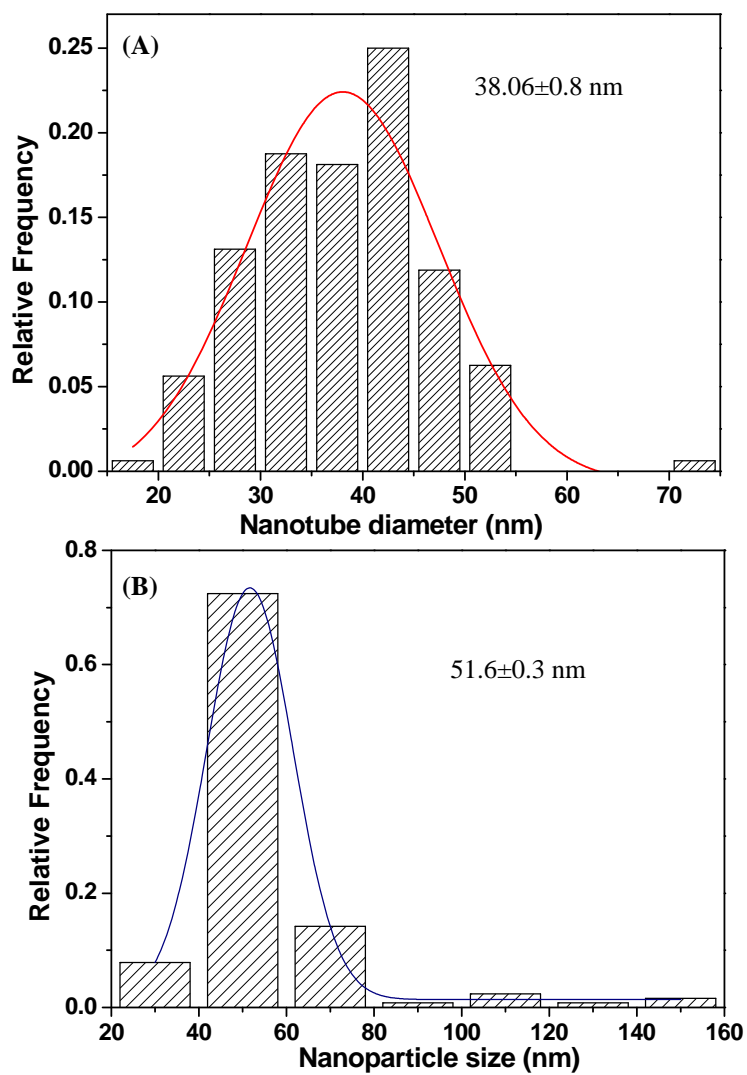 (A)
38.06±0.8 nm
Relative Frequency
0.25
0.20
0.15
0.10
0.05
0.00
20 30 40 50 60 70
Nanotube diameter (nm)
(B)
51.6±0.3 nm
Relative Frequency
0.8
0.6
0.4
0.2
0.0
20 40 60 80 100 120 140 160
Nanoparticle size (nm)